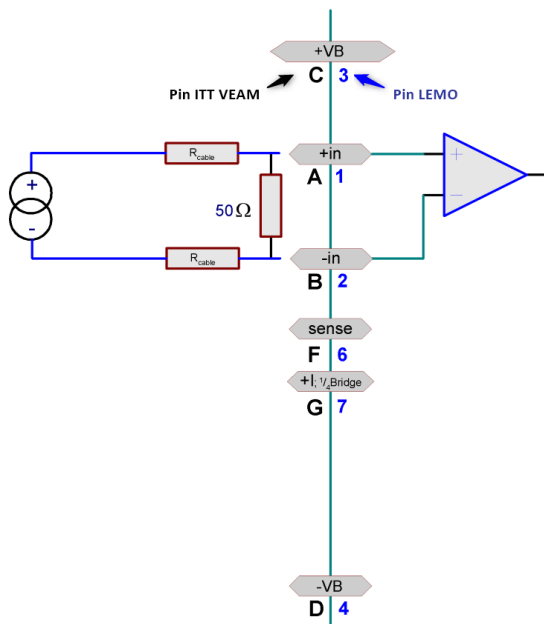 +VB
C 3
Pin ITT VEAM
Pin LEMO
Rcable
+in
A 1
+
+
50Ω
-
−
Rcable
-in
B 2
sense
F 6
+I; 1/4Bridge
G 7
-VB
D 4